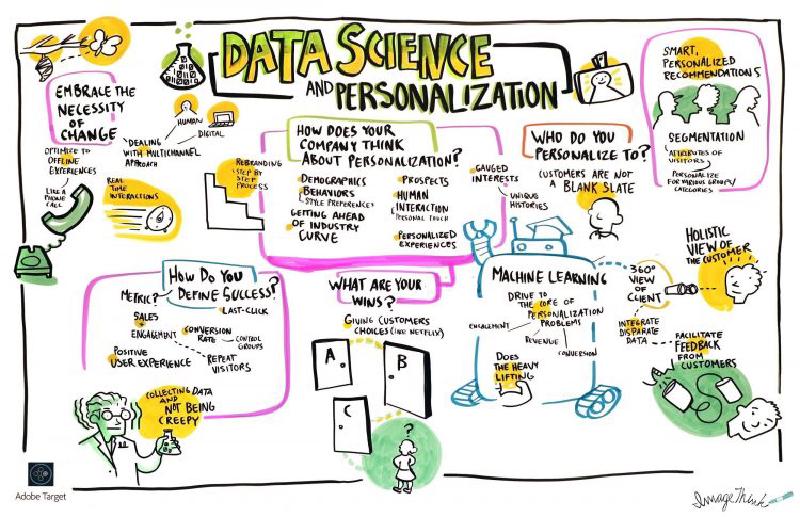 DATA SCIENCE
AND PERSONALIZATION
EMBRACE THE
NECESSITY
OF
CHANGE
OFFLINE
EXPERIENCES
LIKE A
PHONE
CALL
HUMAN
DIGITAL
DEALING
WITH MULTICHANNEL
APPROACH
REAL
TIME
INTERACTIONS
REBRANDING
STEP BY
STEP
PROCESS
HOW DOES YOUR
COMPANY THINK
ABOUT PERSONALIZATION?
DEMOGRAPHICS
BEHAVIORS
STYLE PREFERENCES
GETTING AHEAD
OF INDUSTRY
CURVE
PROSPECTS
HUMAN
INTERACTION
PERSONAL TOUCH
PERSONALIZED
EXPERIENCES
GAUGED
INTERESTS
UNIQUE
HISTORIES
WHO DO YOU
PERSONALIZE TO?
CUSTOMERS ARE NOT
A BLANK SLATE
SMART,
PERSONALIZED
RECOMMENDATIONS
SEGMENTATION
ATTRIBUTES OF
VISITORS
PERSONALIZE
FOR VARIOUS GROUPS/
CATEGORIES
HOW DO YOU
DEFINE SUCCESS?
METRIC?
LAST-CLICK
SALES
ENGAGEMENT
CONVERSION
RATE
CONTROL
GROUPS
POSITIVE
USER EXPERIENCE
REPEAT
VISITORS
COLLECTING DATA
AND
NOT BEING
CREEPY
WHAT ARE YOUR
WINS?
GIVING CUSTOMERS
CHOICES (LIKE NETFLIX)
A
B
C
?
MACHINE LEARNING
DRIVE TO
THE CORE OF
PERSONALIZATION
PROBLEMS
ENGAGEMENT
REVENUE
CONVERSION
DOES
THE HEAVY
LIFTING
360°
VIEW
OF
CLIENT
HOLISTIC
VIEW OF
THE CUSTOMER
INTEGRATE
DISPARATE
DATA
FACILITATE
FEEDBACK
FROM
CUSTOMERS
Adobe Target
ImageThink